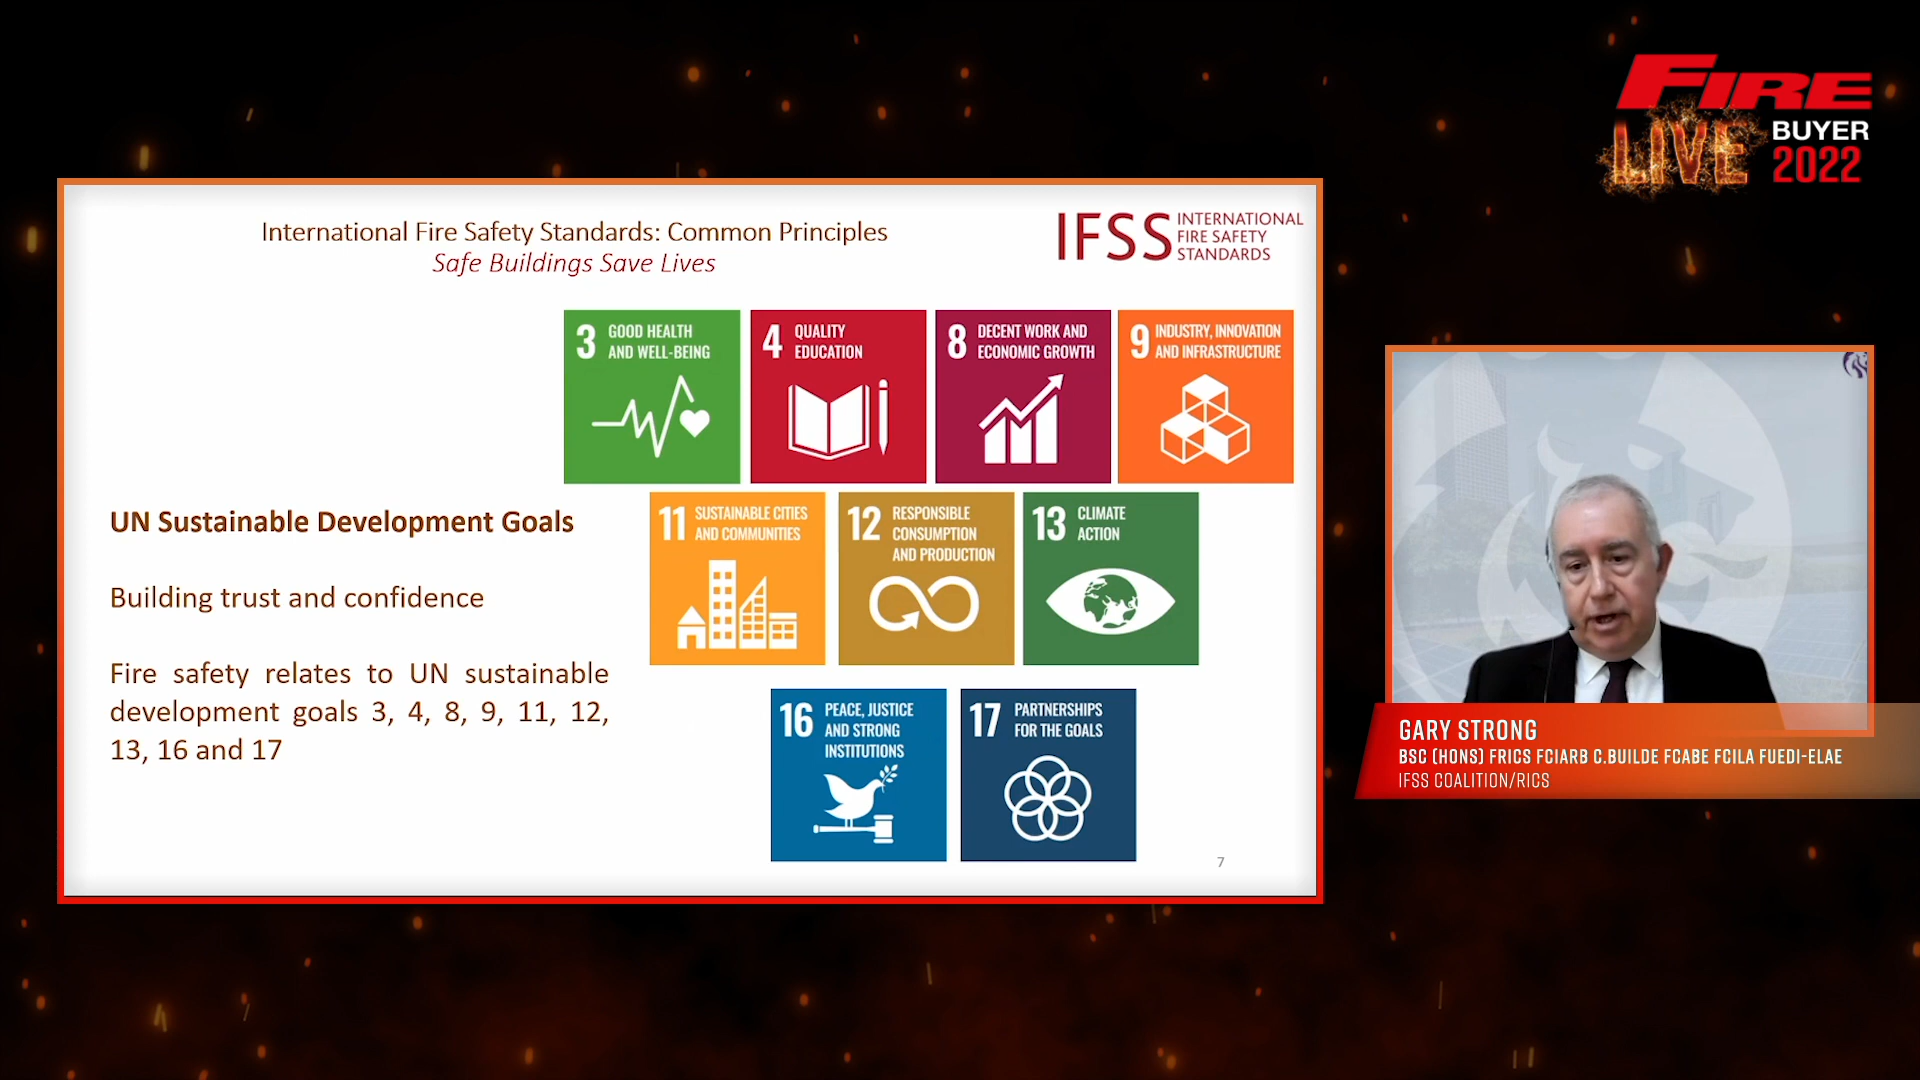 FIRE
LIVE
BUYER
2022
International Fire Safety Standards: Common Principles
Safe Buildings Save Lives
IFSS
INTERNATIONAL
FIRE SAFETY
STANDARDS
3
GOOD HEALTH
AND WELL-BEING
4
QUALITY
EDUCATION
8
DECENT WORK AND
ECONOMIC GROWTH
9
INDUSTRY, INNOVATION
AND INFRASTRUCTURE
11
SUSTAINABLE CITIES
AND COMMUNITIES
12
RESPONSIBLE
CONSUMPTION
AND PRODUCTION
13
CLIMATE
ACTION
UN Sustainable Development Goals
Building trust and confidence
Fire safety relates to UN sustainable
development goals 3, 4, 8, 9, 11, 12,
13, 16 and 17
16
PEACE, JUSTICE
AND STRONG
INSTITUTIONS
17
PARTNERSHIPS
FOR THE GOALS
7
GARY STRONG
BSC (HONS) FRICS FCIARB C.BUILDE FCABE FCILA FUEDI-ELAE
IFSS COALITION/RICS